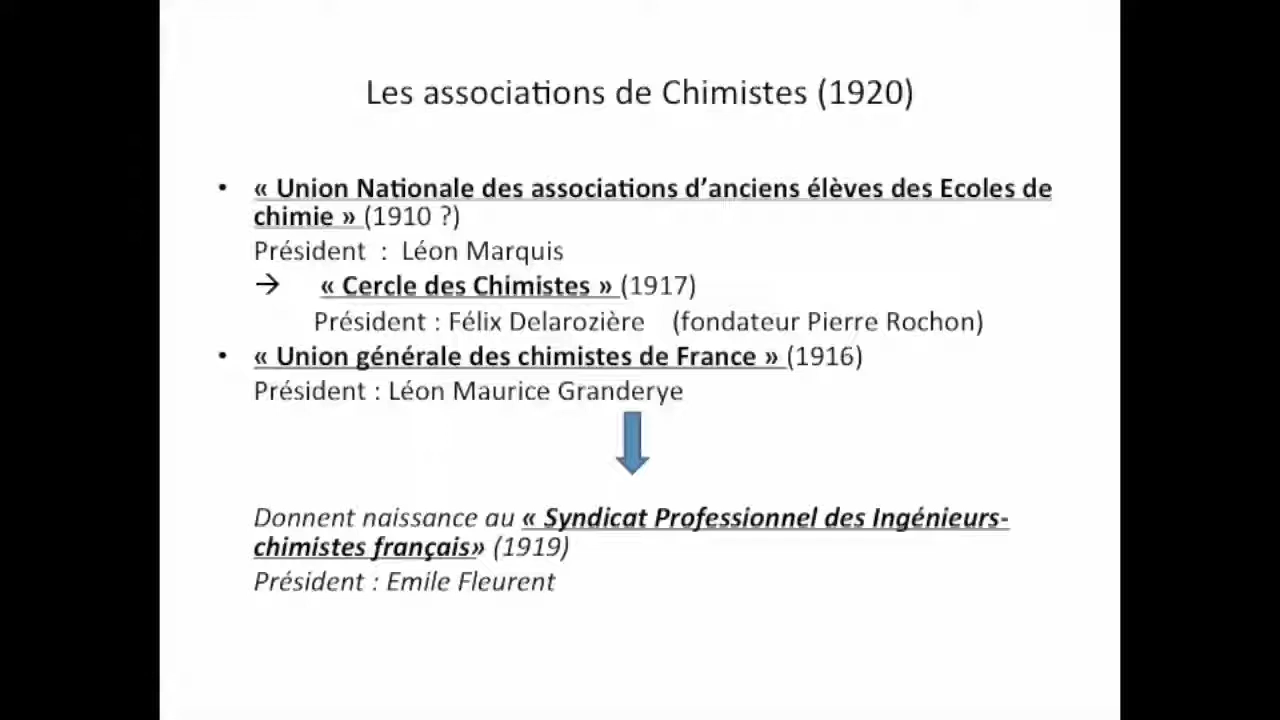 Les associations de Chimistes (1920)
• « Union Nationale des associations d’anciens élèves des Ecoles de
chimie » (1910 ?)
Président : Léon Marquis
→ « Cercle des Chimistes » (1917)
Président : Félix Delarozière (fondateur Pierre Rochon)
• « Union générale des chimistes de France » (1916)
Président : Léon Maurice Granderye
Donnent naissance au « Syndicat Professionnel des Ingénieurs-
chimistes français» (1919)
Président : Emile Fleurent